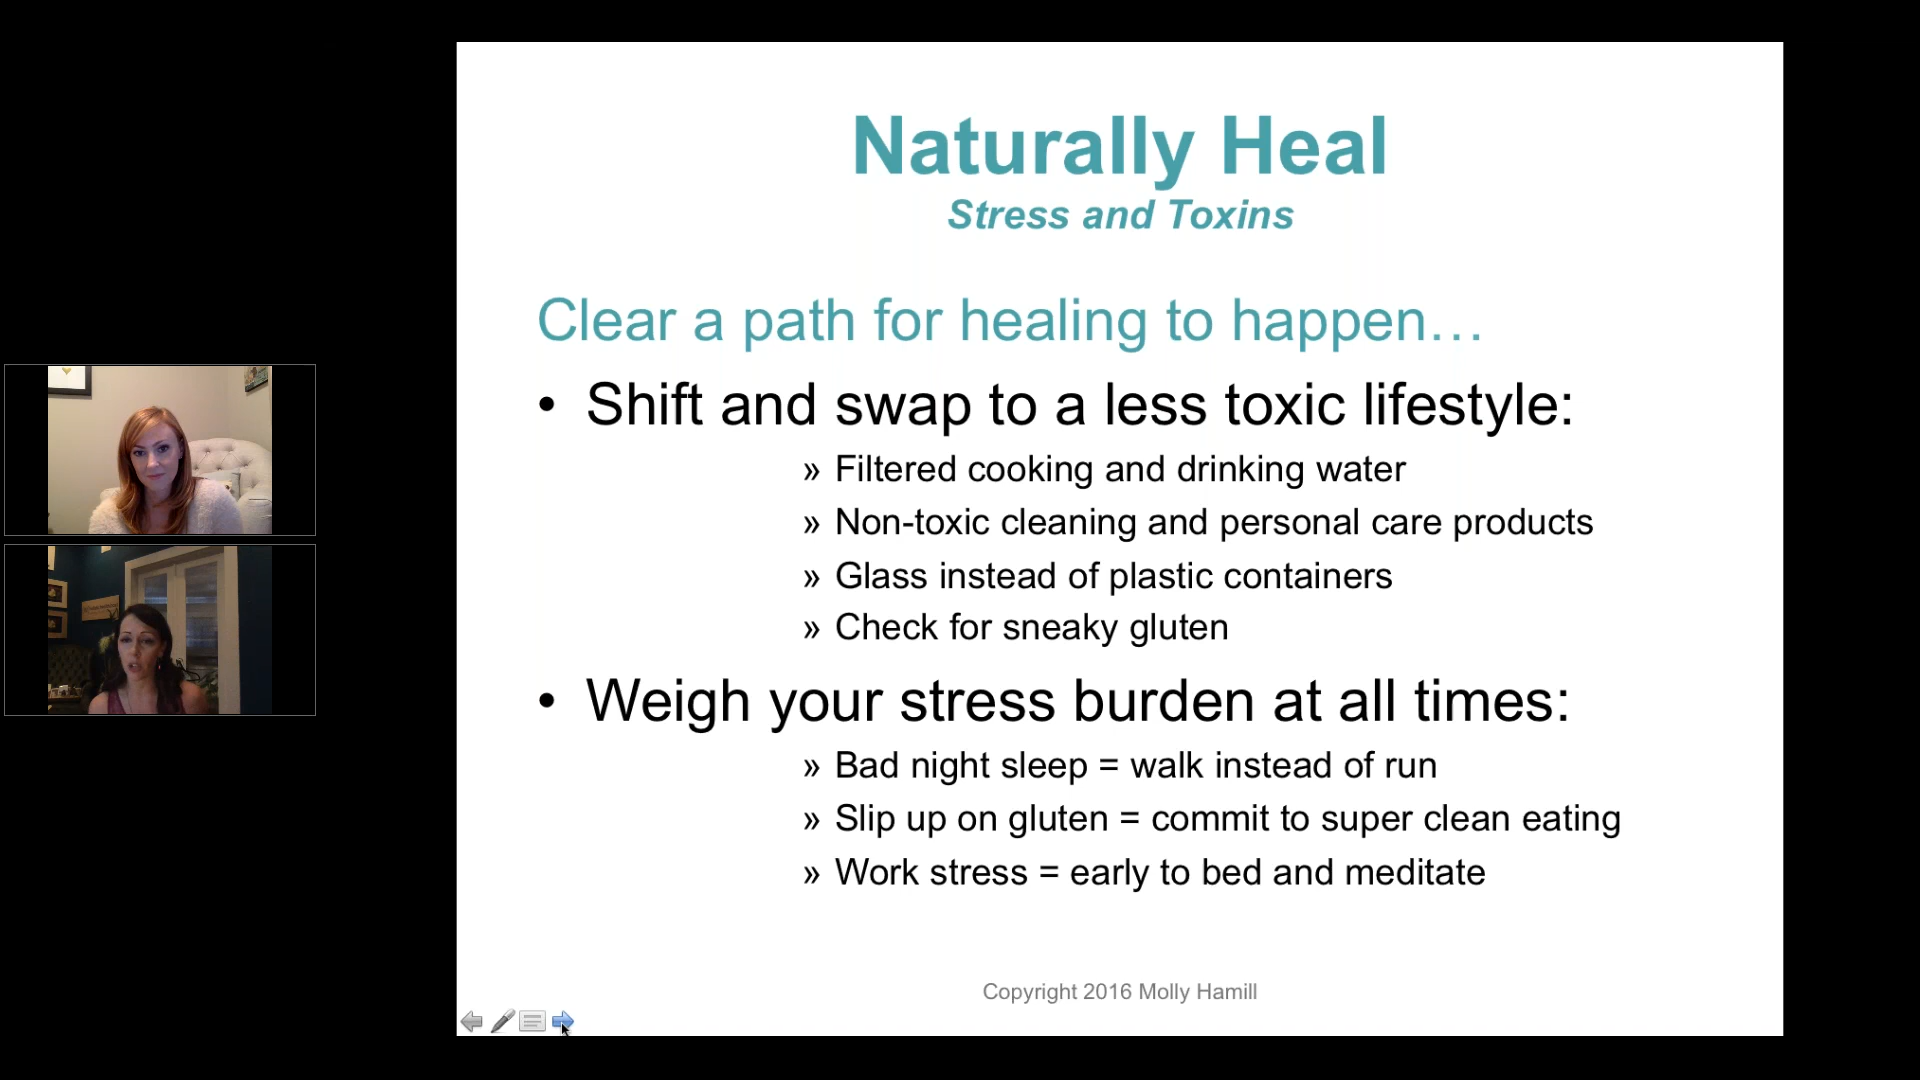 Naturally Heal
Stress and Toxins
Clear a path for healing to happen…
• Shift and swap to a less toxic lifestyle:
» Filtered cooking and drinking water
» Non-toxic cleaning and personal care products
» Glass instead of plastic containers
» Check for sneaky gluten
• Weigh your stress burden at all times:
» Bad night sleep = walk instead of run
» Slip up on gluten = commit to super clean eating
» Work stress = early to bed and meditate
Copyright 2016 Molly Hamill